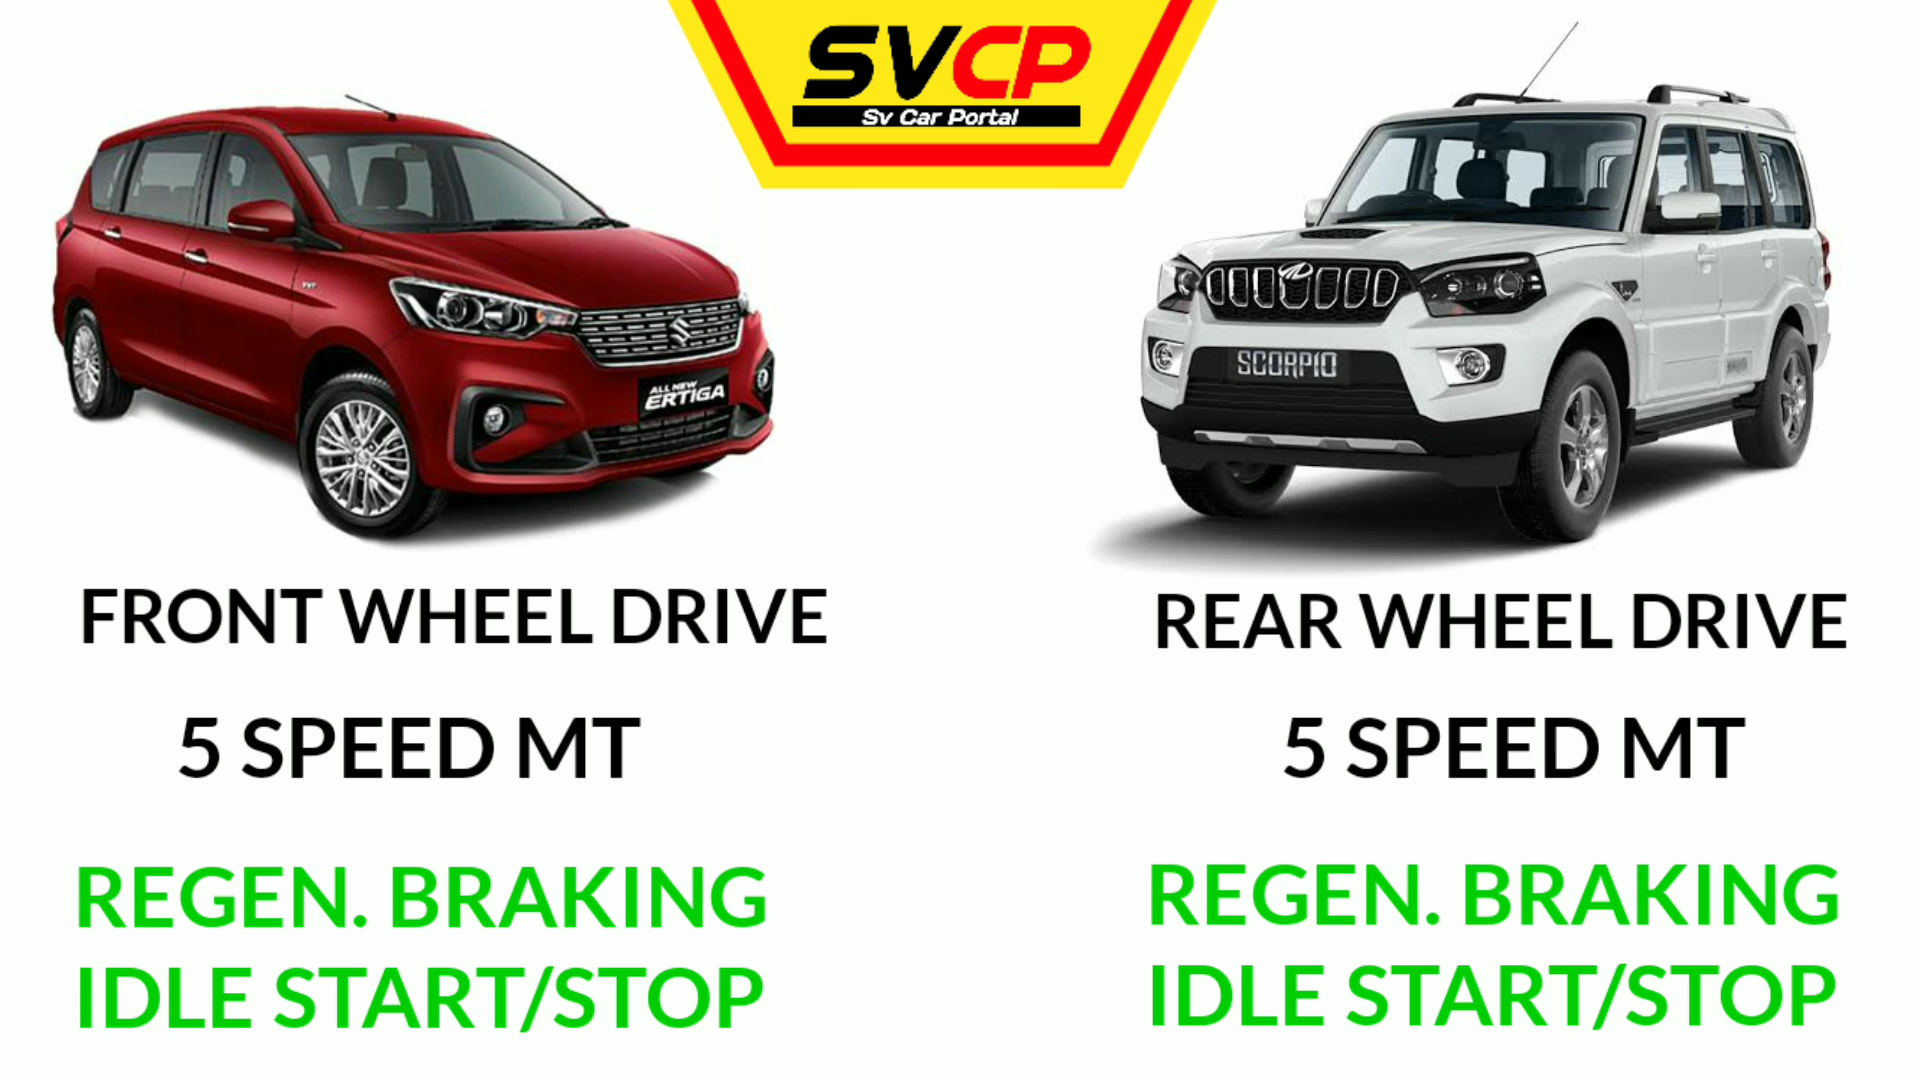 SVCP
Sv Car Portal
ALL NEW
ERTIGA
SCORPIO
FRONT WHEEL DRIVE
REAR WHEEL DRIVE
5 SPEED MT
5 SPEED MT
REGEN. BRAKING
IDLE START/STOP
REGEN. BRAKING
IDLE START/STOP